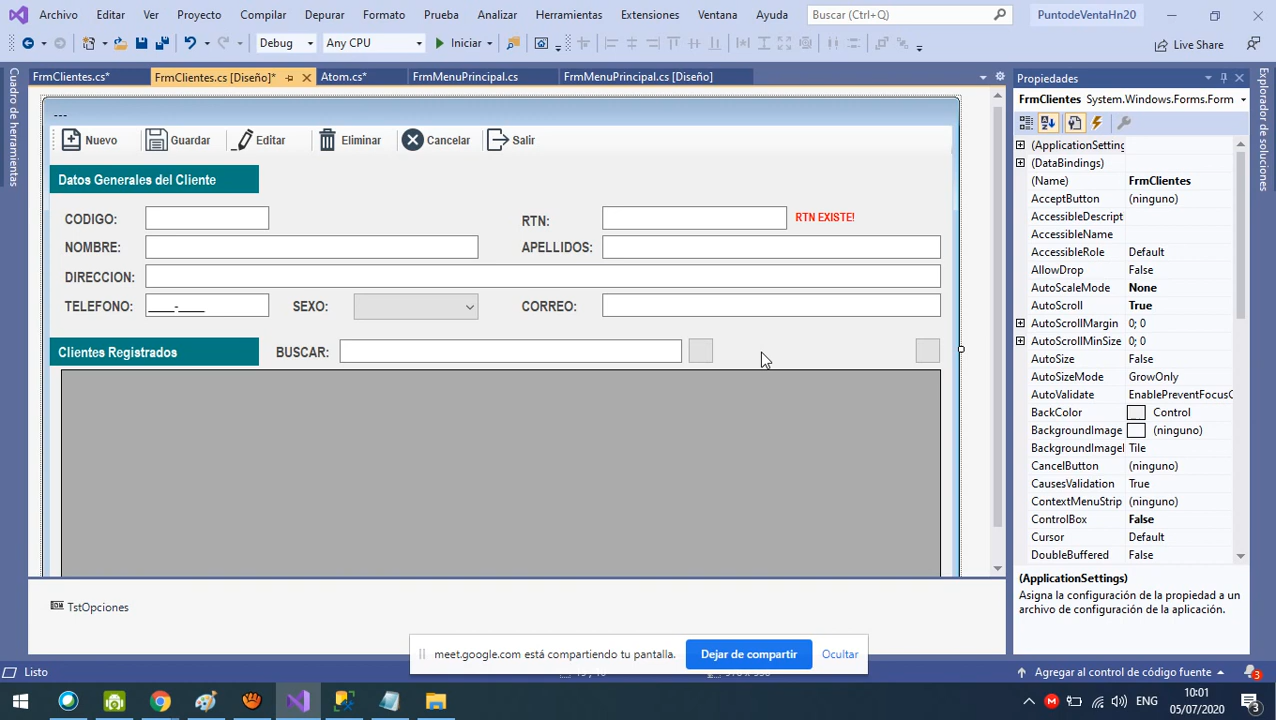 Archivo Editar Ver Proyecto Compilar Depurar Formato Prueba Analizar Herramientas Extensiones Ventana Ayuda Buscar (Ctrl+Q) PuntodeVentaHn20
Debug Any CPU Iniciar Live Share
FrmClientes.cs* FrmClientes.cs [Diseño]* Atom.cs* FrmMenuPrincipal.cs FrmMenuPrincipal.cs [Diseño] Propiedades
Cuadro de herramientas
Explorador de soluciones
---
Nuevo Guardar Editar Eliminar Cancelar Salir
Datos Generales del Cliente
CODIGO: RTN: RTN EXISTE!
NOMBRE: APELLIDOS:
DIRECCION:
TELEFONO: ____-____ SEXO: CORREO:
Clientes Registrados BUSCAR:
TstOpciones
FrmClientes System.Windows.Forms.Form
(ApplicationSetting
(DataBindings)
(Name) FrmClientes
AcceptButton (ninguno)
AccessibleDescript
AccessibleName
AccessibleRole Default
AllowDrop False
AutoScaleMode None
AutoScroll True
AutoScrollMargin 0; 0
AutoScrollMinSize 0; 0
AutoSize False
AutoSizeMode GrowOnly
AutoValidate EnablePreventFocusC
BackColor Control
BackgroundImage (ninguno)
BackgroundImageL Tile
CancelButton (ninguno)
CausesValidation True
ContextMenuStrip (ninguno)
ControlBox False
Cursor Default
DoubleBuffered False
(ApplicationSettings)
Asigna la configuración de la propiedad a un
archivo de configuración de la aplicación.
meet.google.com está compartiendo tu pantalla. Dejar de compartir Ocultar
Listo Agregar al control de código fuente 3
ENG 10:01
05/07/2020 3